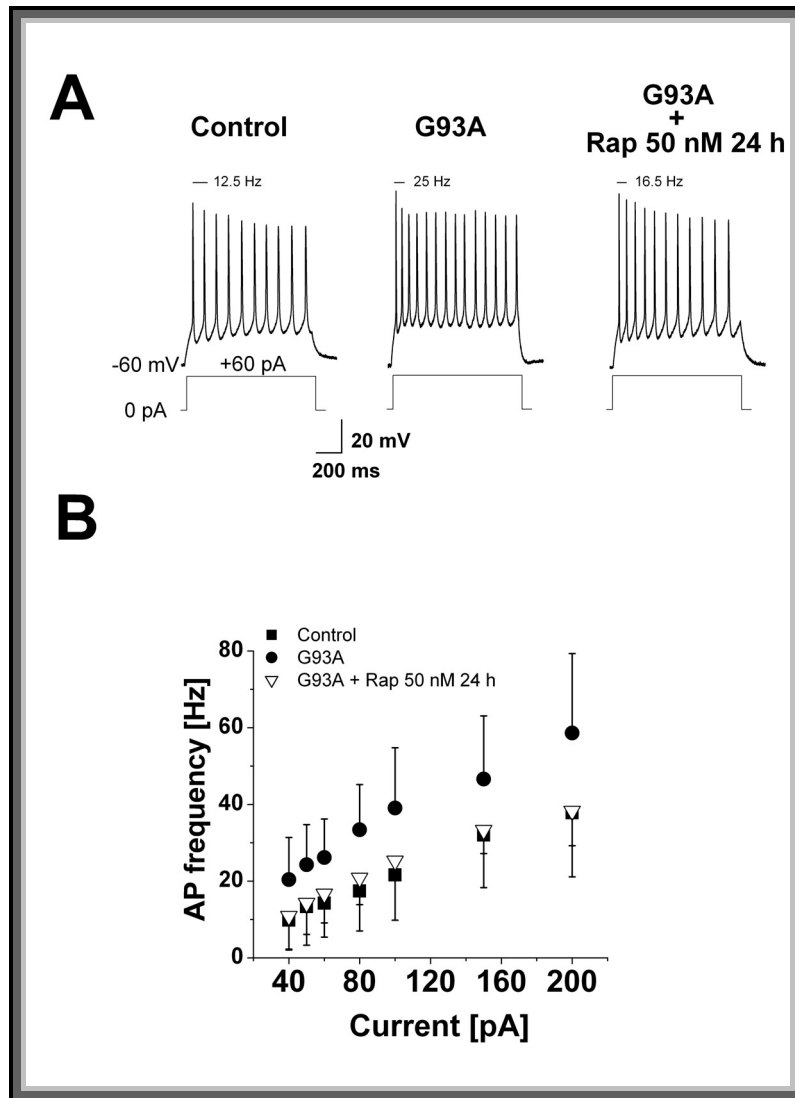 A
Control
G93A
G93A
+
Rap 50 nM 24 h
12.5 Hz
25 Hz
16.5 Hz
-60 mV
+60 pA
0 pA
20 mV
200 ms
B
Control
G93A
G93A + Rap 50 nM 24 h
AP frequency [Hz]
80
60
40
20
0
40
80
120
160
200
Current [pA]